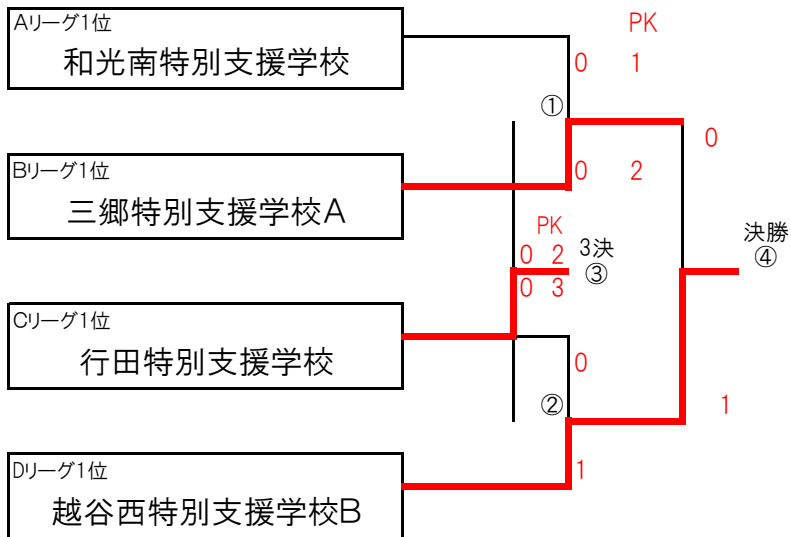 Aリーグ1位
和光南特別支援学校
PK
0 1
①
0
Bリーグ1位
三郷特別支援学校A
0 2
PK
0 2
3決
決勝
③
④
0 3
Cリーグ1位
行田特別支援学校
0
②
1
Dリーグ1位
越谷西特別支援学校B
1